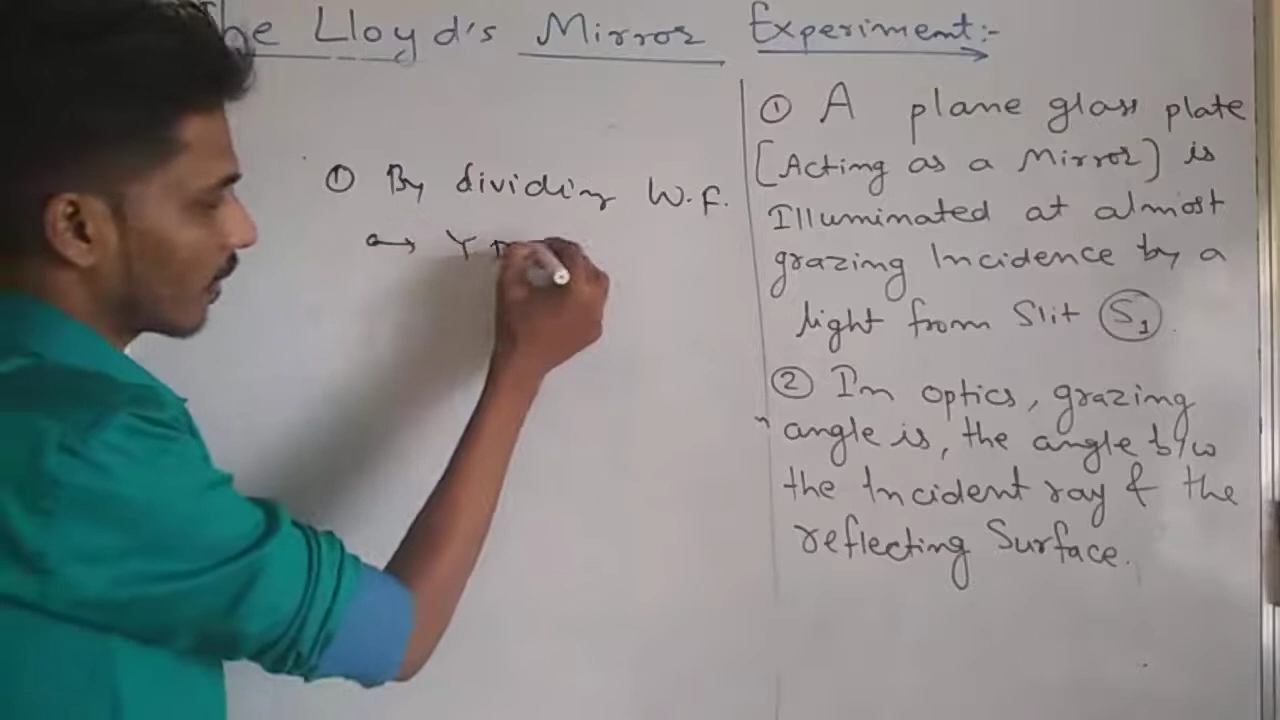 The Lloyd's Mirror Experiment:-
① By dividing W.F.
→ Y
① A plane glass plate
[Acting as a Mirror] is
Illuminated at almost
grazing Incidence by a
light from Slit S1
② In optics, grazing
angle is, the angle b/w
the Incident ray & the
reflecting Surface.